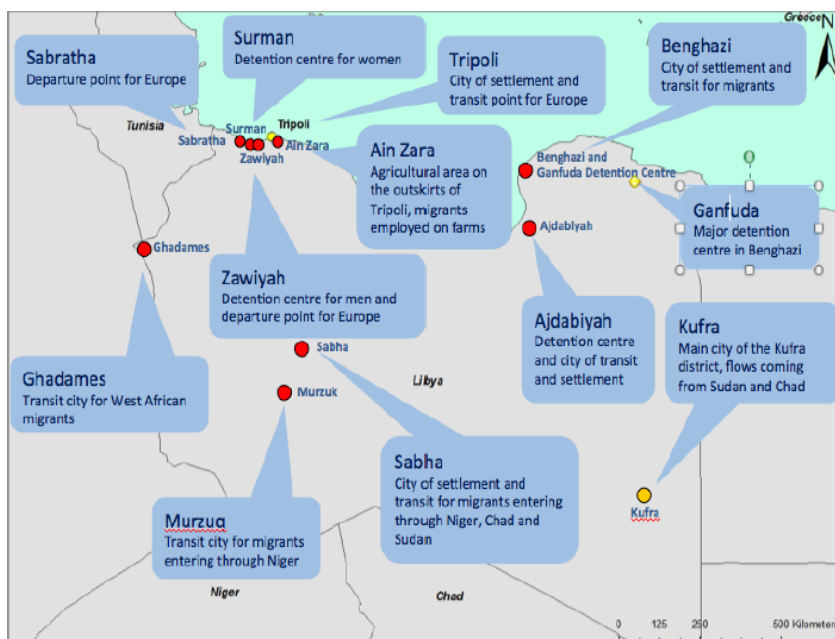 Greece
N
Sabratha
Departure point for Europe
Surman
Detention centre for women
Tripoli
City of settlement and
transit point for Europe
Benghazi
City of settlement and
transit for migrants
Tunisia
Surman
Tripoli
Sabratha
Ain Zara
Zawiyah
Ain Zara
Agricultural area on
the outskirts of
Tripoli, migrants
employed on farms
Benghazi and
Ganfuda Detention Centre
Ganfuda
Major detention
centre in Benghazi
Ghadames
Ajdabiyah
Zawiyah
Detention centre for men and
departure point for Europe
Ajdabiyah
Detention centre
and city of transit
and settlement
Kufra
Main city of the Kufra
district, flows coming
from Sudan and Chad
Sabha
Ghadames
Transit city for West African
migrants
Libya
Murzuk
Sabha
City of settlement and
transit for migrants entering
through Niger, Chad and
Sudan
Kufra
Murzuq
Transit city for migrants
entering through Niger
Niger
Chad
0 125 250 500 Kilometers